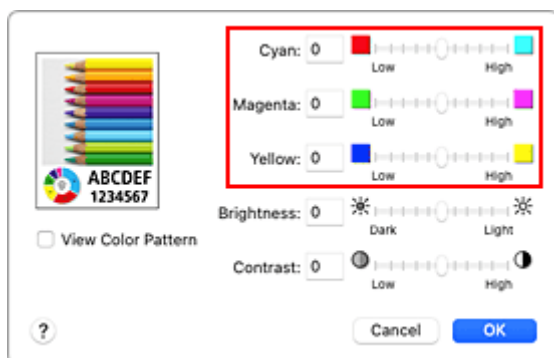 Cyan: 0
Low High
Magenta: 0
Low High
Yellow: 0
Low High
ABCDEF
1234567
View Color Pattern
Brightness: 0
Dark Light
Contrast: 0
Low High
? Cancel OK